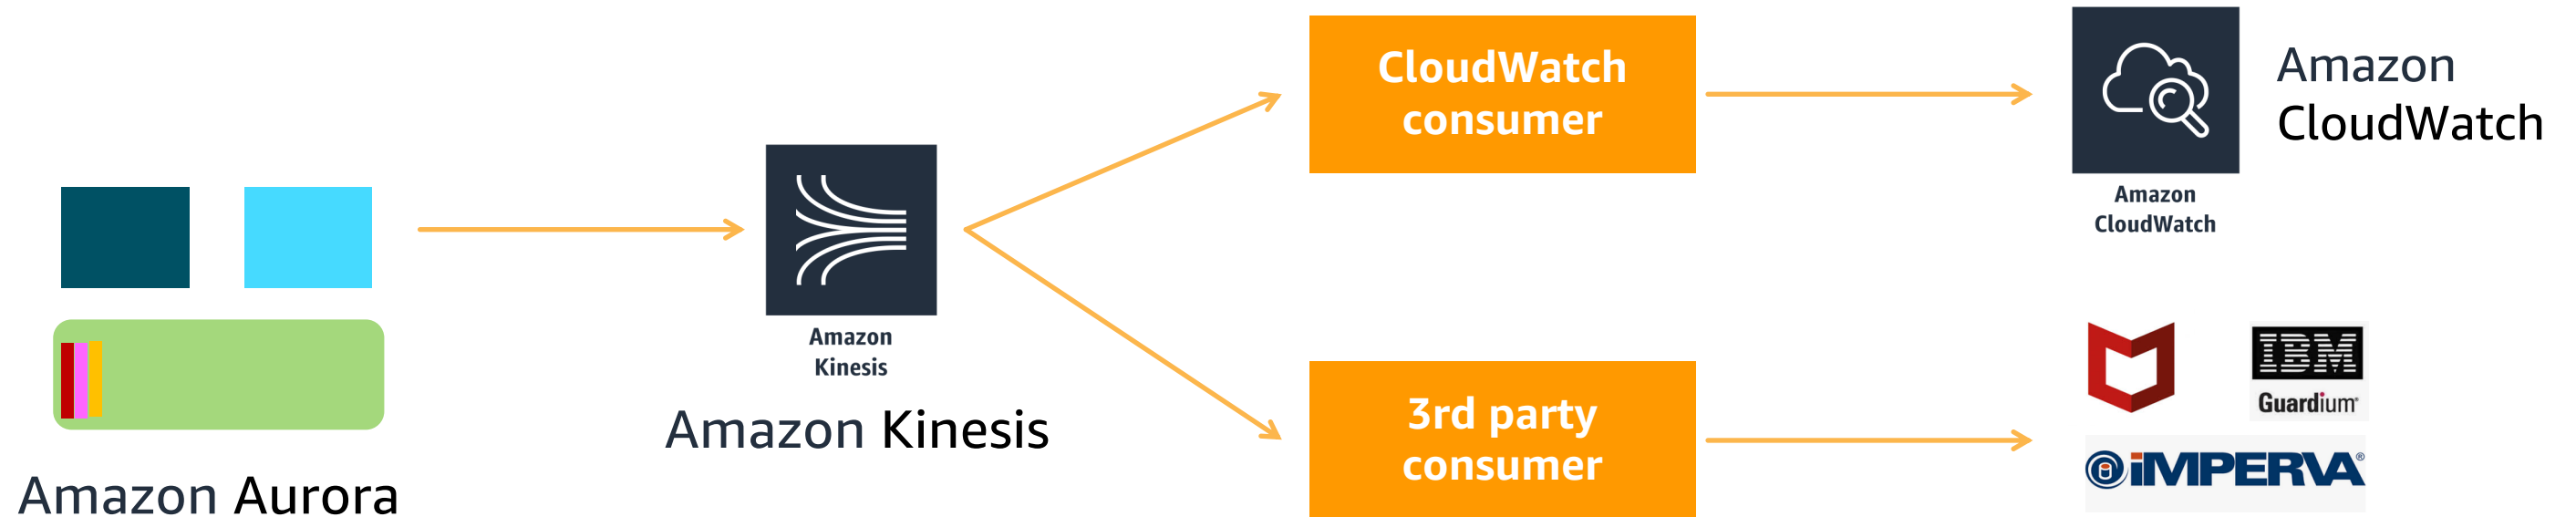 Amazon Aurora
Amazon
Kinesis
Amazon Kinesis
CloudWatch
consumer
3rd party
consumer
Amazon
CloudWatch
Amazon
CloudWatch
IBM
Guardium®
iMPERVA®